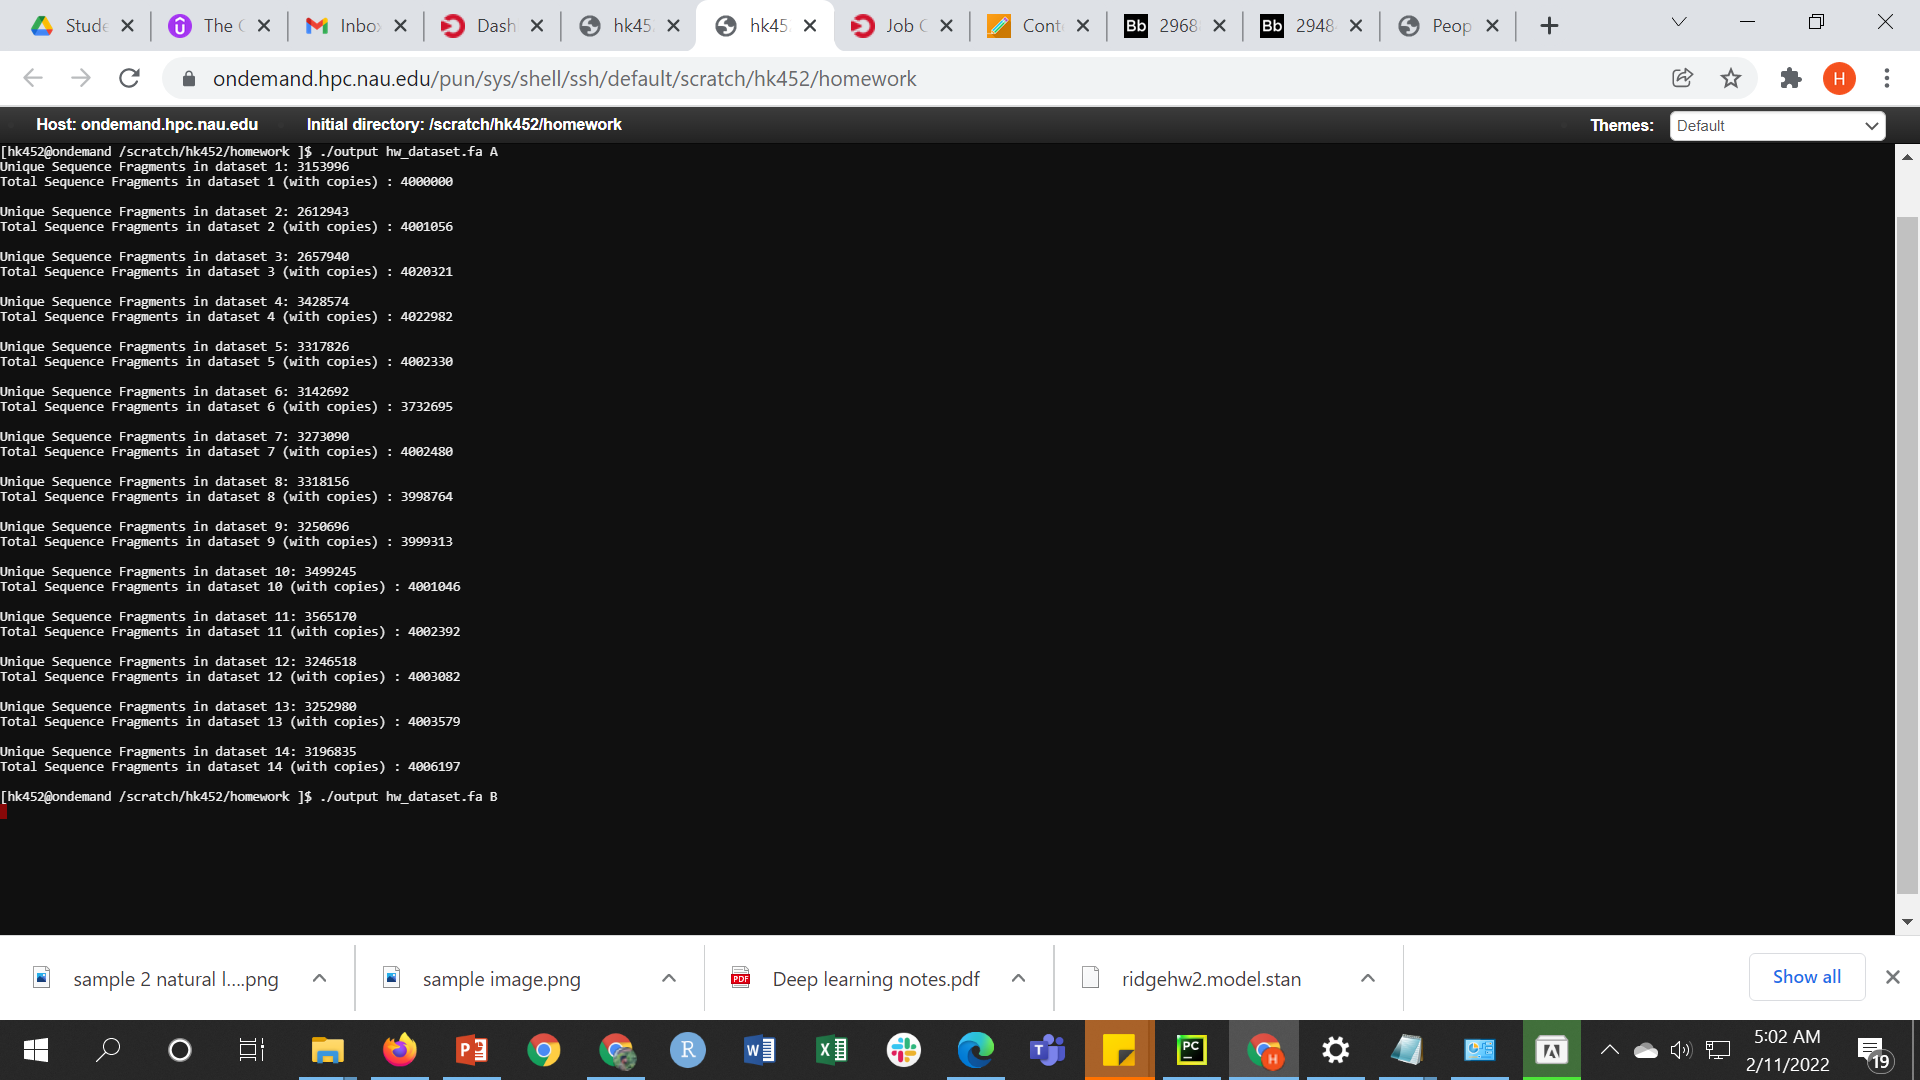 Stude
The C
Inbox
Dash
hk45
hk45
Job C
Conte
Bb 2968
Bb 2948
Peop
ondemand.hpc.nau.edu/pun/sys/shell/ssh/default/scratch/hk452/homework
H
Host: ondemand.hpc.nau.edu
Initial directory: /scratch/hk452/homework
Themes:
Default
[hk452@ondemand /scratch/hk452/homework ]$ ./output hw_dataset.fa A
Unique Sequence Fragments in dataset 1: 3153996
Total Sequence Fragments in dataset 1 (with copies) : 4000000
Unique Sequence Fragments in dataset 2: 2612943
Total Sequence Fragments in dataset 2 (with copies) : 4001056
Unique Sequence Fragments in dataset 3: 2657940
Total Sequence Fragments in dataset 3 (with copies) : 4020321
Unique Sequence Fragments in dataset 4: 3428574
Total Sequence Fragments in dataset 4 (with copies) : 4022982
Unique Sequence Fragments in dataset 5: 3317826
Total Sequence Fragments in dataset 5 (with copies) : 4002330
Unique Sequence Fragments in dataset 6: 3142692
Total Sequence Fragments in dataset 6 (with copies) : 3732695
Unique Sequence Fragments in dataset 7: 3273090
Total Sequence Fragments in dataset 7 (with copies) : 4002480
Unique Sequence Fragments in dataset 8: 3318156
Total Sequence Fragments in dataset 8 (with copies) : 3998764
Unique Sequence Fragments in dataset 9: 3250696
Total Sequence Fragments in dataset 9 (with copies) : 3999313
Unique Sequence Fragments in dataset 10: 3499245
Total Sequence Fragments in dataset 10 (with copies) : 4001046
Unique Sequence Fragments in dataset 11: 3565170
Total Sequence Fragments in dataset 11 (with copies) : 4002392
Unique Sequence Fragments in dataset 12: 3246518
Total Sequence Fragments in dataset 12 (with copies) : 4003082
Unique Sequence Fragments in dataset 13: 3252980
Total Sequence Fragments in dataset 13 (with copies) : 4003579
Unique Sequence Fragments in dataset 14: 3196835
Total Sequence Fragments in dataset 14 (with copies) : 4006197
[hk452@ondemand /scratch/hk452/homework ]$ ./output hw_dataset.fa B
sample 2 natural l....png
sample image.png
PDF
Deep learning notes.pdf
ridgehw2.model.stan
Show all
5:02 AM
2/11/2022
19